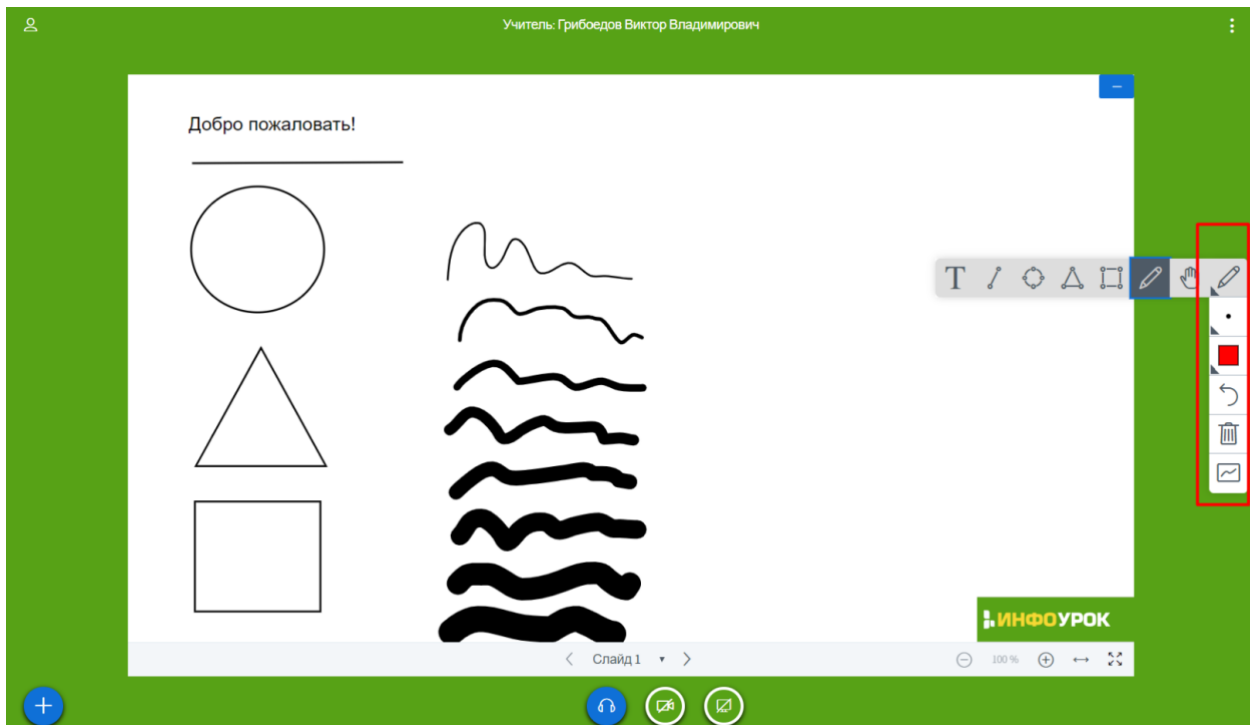 Учитель: Грибоедов Виктор Владимирович
Добро пожаловать!
T
ИНФОУРОК
Слайд 1
100 %